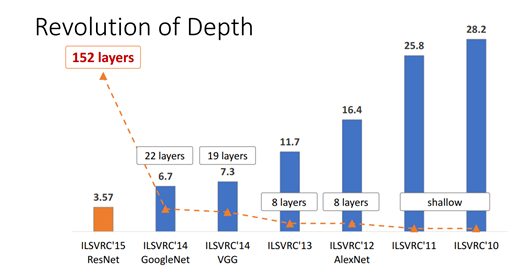 Revolution of Depth
28.2
25.8
152 layers
16.4
11.7
22 layers
19 layers
7.3
6.7
3.57
8 layers
8 layers
shallow
ILSVRC'15
ResNet
ILSVRC'14
GoogleNet
ILSVRC'14
VGG
ILSVRC'13
ILSVRC'12
AlexNet
ILSVRC'11
ILSVRC'10